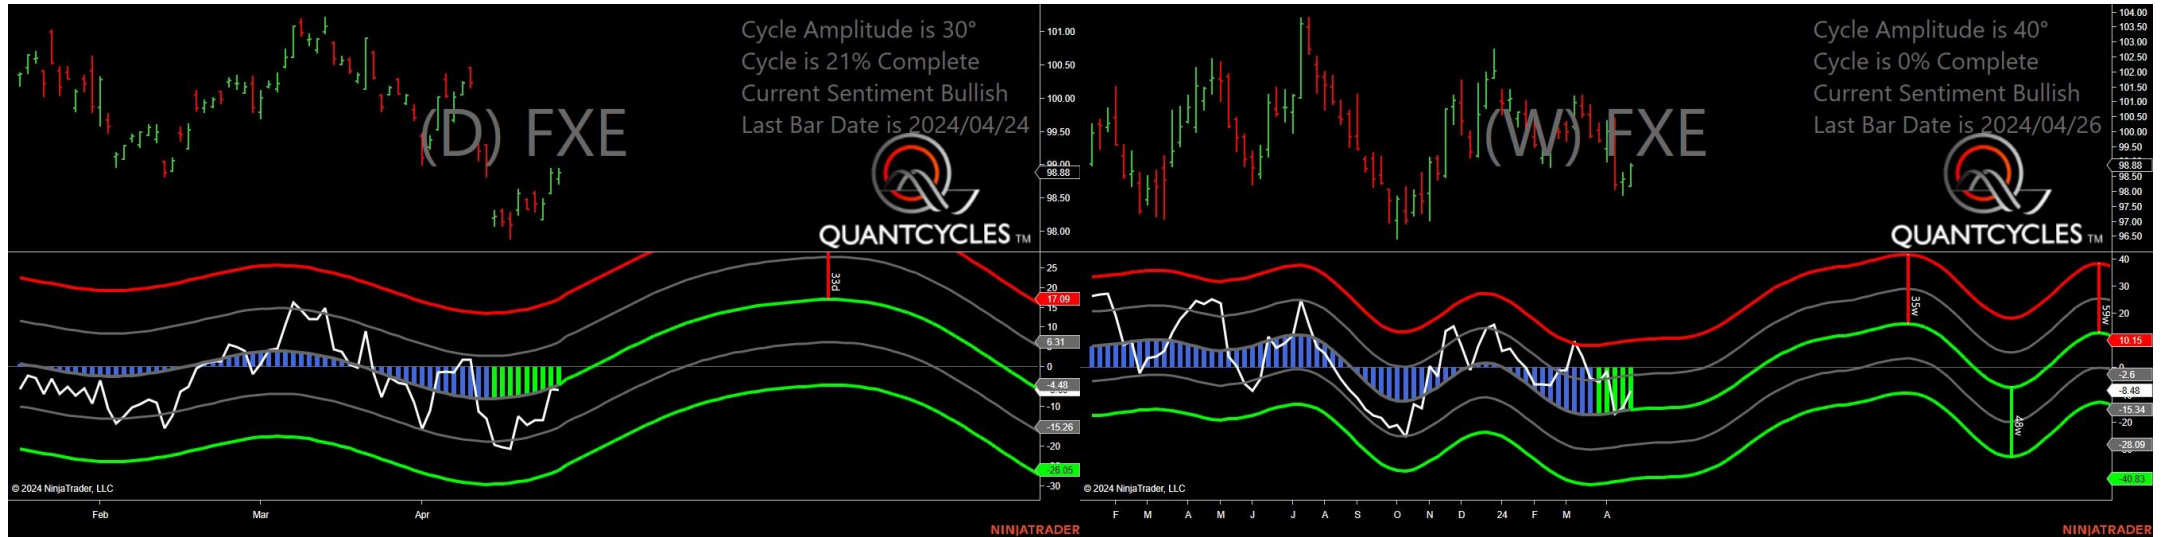 Cycle Amplitude is 30°
Cycle is 21% Complete
Current Sentiment Bullish
Last Bar Date is 2024/04/24
(D) FXE
QUANTCYCLES TM
101.00
100.50
100.00
99.50
99.00
98.88
98.50
98.00
33d
25
20
17.09
15
10
6.31
5
0
-4.48
-10
-15.26
-20
-26.05
-30
© 2024 NinjaTrader, LLC
Feb Mar Apr
NINJATRADER
Cycle Amplitude is 40°
Cycle is 0% Complete
Current Sentiment Bullish
Last Bar Date is 2024/04/26
(W) FXE
QUANTCYCLES TM
104.00
103.50
103.00
102.50
102.00
101.50
101.00
100.50
100.00
99.50
98.88
98.50
98.00
97.50
97.00
96.50
35w
59w
48w
40
30
20
10.15
0
-2.6
-8.48
-15.34
-20
-28.09
-40.83
© 2024 NinjaTrader, LLC
F M A M J J A S O N D 24 F M A
NINJATRADER